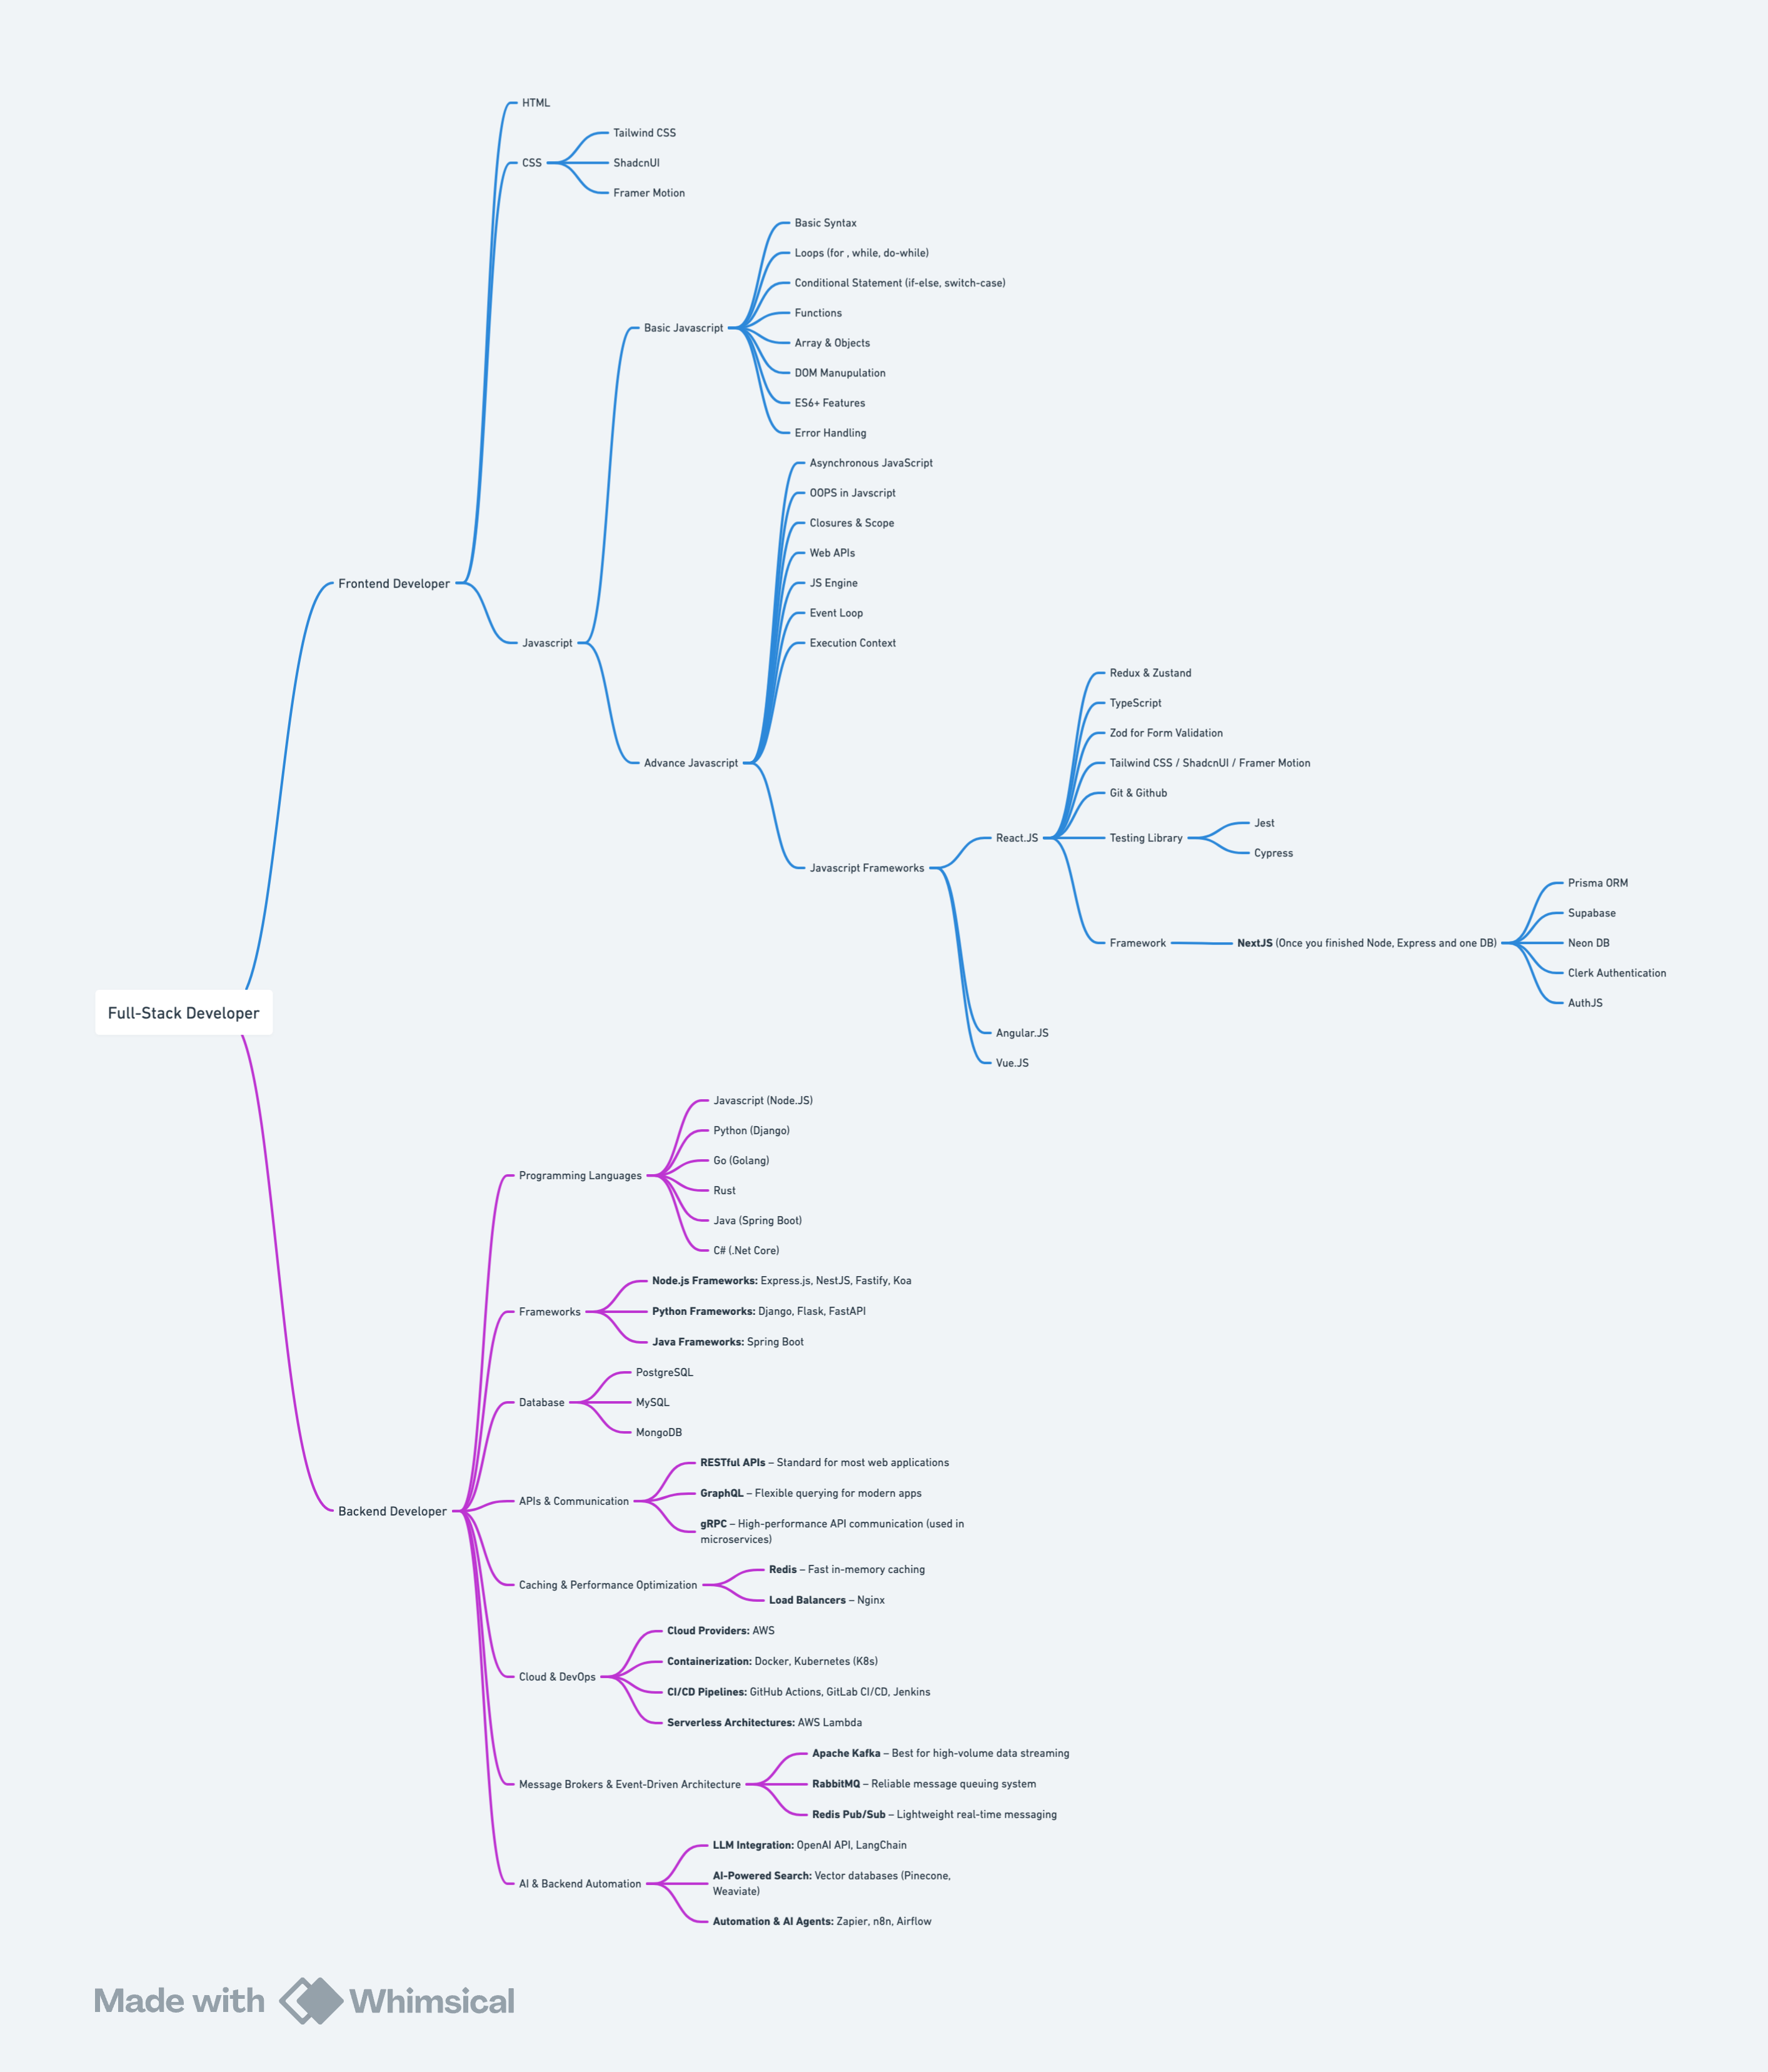 HTML
Tailwind CSS
CSS
ShadcnUI
Framer Motion
Basic Syntax
Loops (for , while, do-while)
Conditional Statement (if-else, switch-case)
Functions
Basic Javascript
Array & Objects
DOM Manupulation
ES6+ Features
Error Handling
Asynchronous JavaScript
OOPS in Javscript
Closures & Scope
Web APIs
Frontend Developer
JS Engine
Event Loop
Javascript
Execution Context
Redux & Zustand
TypeScript
Zod for Form Validation
Advance Javascript
Tailwind CSS / ShadcnUI / Framer Motion
Git & Github
Jest
React.JS
Testing Library
Cypress
Javascript Frameworks
Prisma ORM
Supabase
Framework
NextJS (Once you finished Node, Express and one DB)
Neon DB
Clerk Authentication
AuthJS
Full-Stack Developer
Angular.JS
Vue.JS
Javascript (Node.JS)
Python (Django)
Go (Golang)
Programming Languages
Rust
Java (Spring Boot)
C# (.Net Core)
Node.js Frameworks: Express.js, NestJS, Fastify, Koa
Frameworks
Python Frameworks: Django, Flask, FastAPI
Java Frameworks: Spring Boot
PostgreSQL
Database
MySQL
MongoDB
RESTful APIs – Standard for most web applications
GraphQL – Flexible querying for modern apps
APIs & Communication
Backend Developer
gRPC – High-performance API communication (used in
microservices)
Redis – Fast in-memory caching
Caching & Performance Optimization
Load Balancers – Nginx
Cloud Providers: AWS
Containerization: Docker, Kubernetes (K8s)
Cloud & DevOps
CI/CD Pipelines: GitHub Actions, GitLab CI/CD, Jenkins
Serverless Architectures: AWS Lambda
Apache Kafka – Best for high-volume data streaming
Message Brokers & Event-Driven Architecture
RabbitMQ – Reliable message queuing system
Redis Pub/Sub – Lightweight real-time messaging
LLM Integration: OpenAI API, LangChain
AI & Backend Automation
AI-Powered Search: Vector databases (Pinecone,
Weaviate)
Automation & AI Agents: Zapier, n8n, Airflow
Made with Whimsical